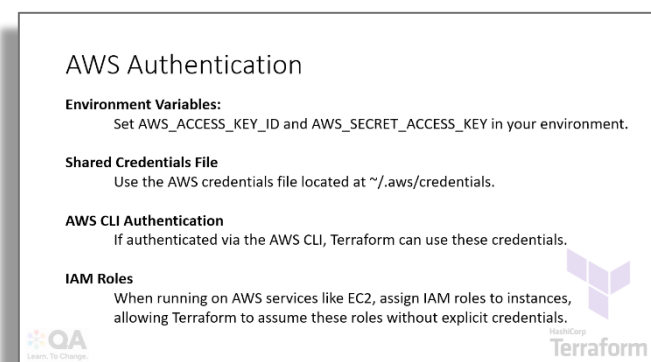 AWS Authentication
Environment Variables:
Set AWS_ACCESS_KEY_ID and AWS_SECRET_ACCESS_KEY in your environment.
Shared Credentials File
Use the AWS credentials file located at ~/.aws/credentials.
AWS CLI Authentication
If authenticated via the AWS CLI, Terraform can use these credentials.
IAM Roles
When running on AWS services like EC2, assign IAM roles to instances,
allowing Terraform to assume these roles without explicit credentials.
QA
Learn. To Change.
HashiCorp
Terraform